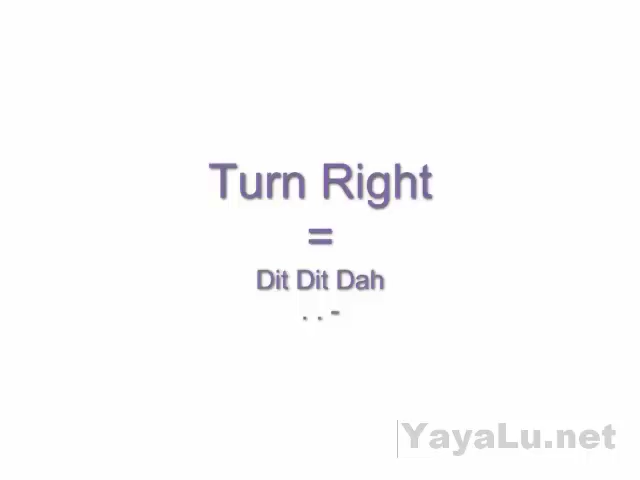 Turn Right
=
Dit Dit Dah
. . -
YayaLu.net